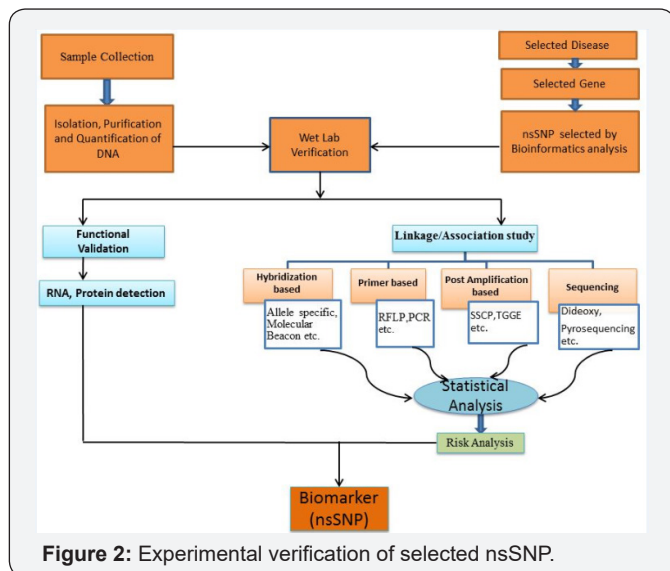 Sample Collection
Selected Disease
Selected Gene
Isolation, Purification
and Quantification of
DNA
Wet Lab
Verification
nsSNP selected by
Bioinformatics analysis
Functional
Validation
Linkage/Association study
RNA, Protein detection
Hybridization
based
Allele specific,
Molecular
Beacon etc.
Primer based
RFLP,PCR
etc.
Post Amplification
based
SSCP,TGGE
etc.
Sequencing
Dideoxy,
Pyrosequencing
etc.
Statistical
Analysis
Risk Analysis
Biomarker
(nsSNP)
Figure 2: Experimental verification of selected nsSNP.